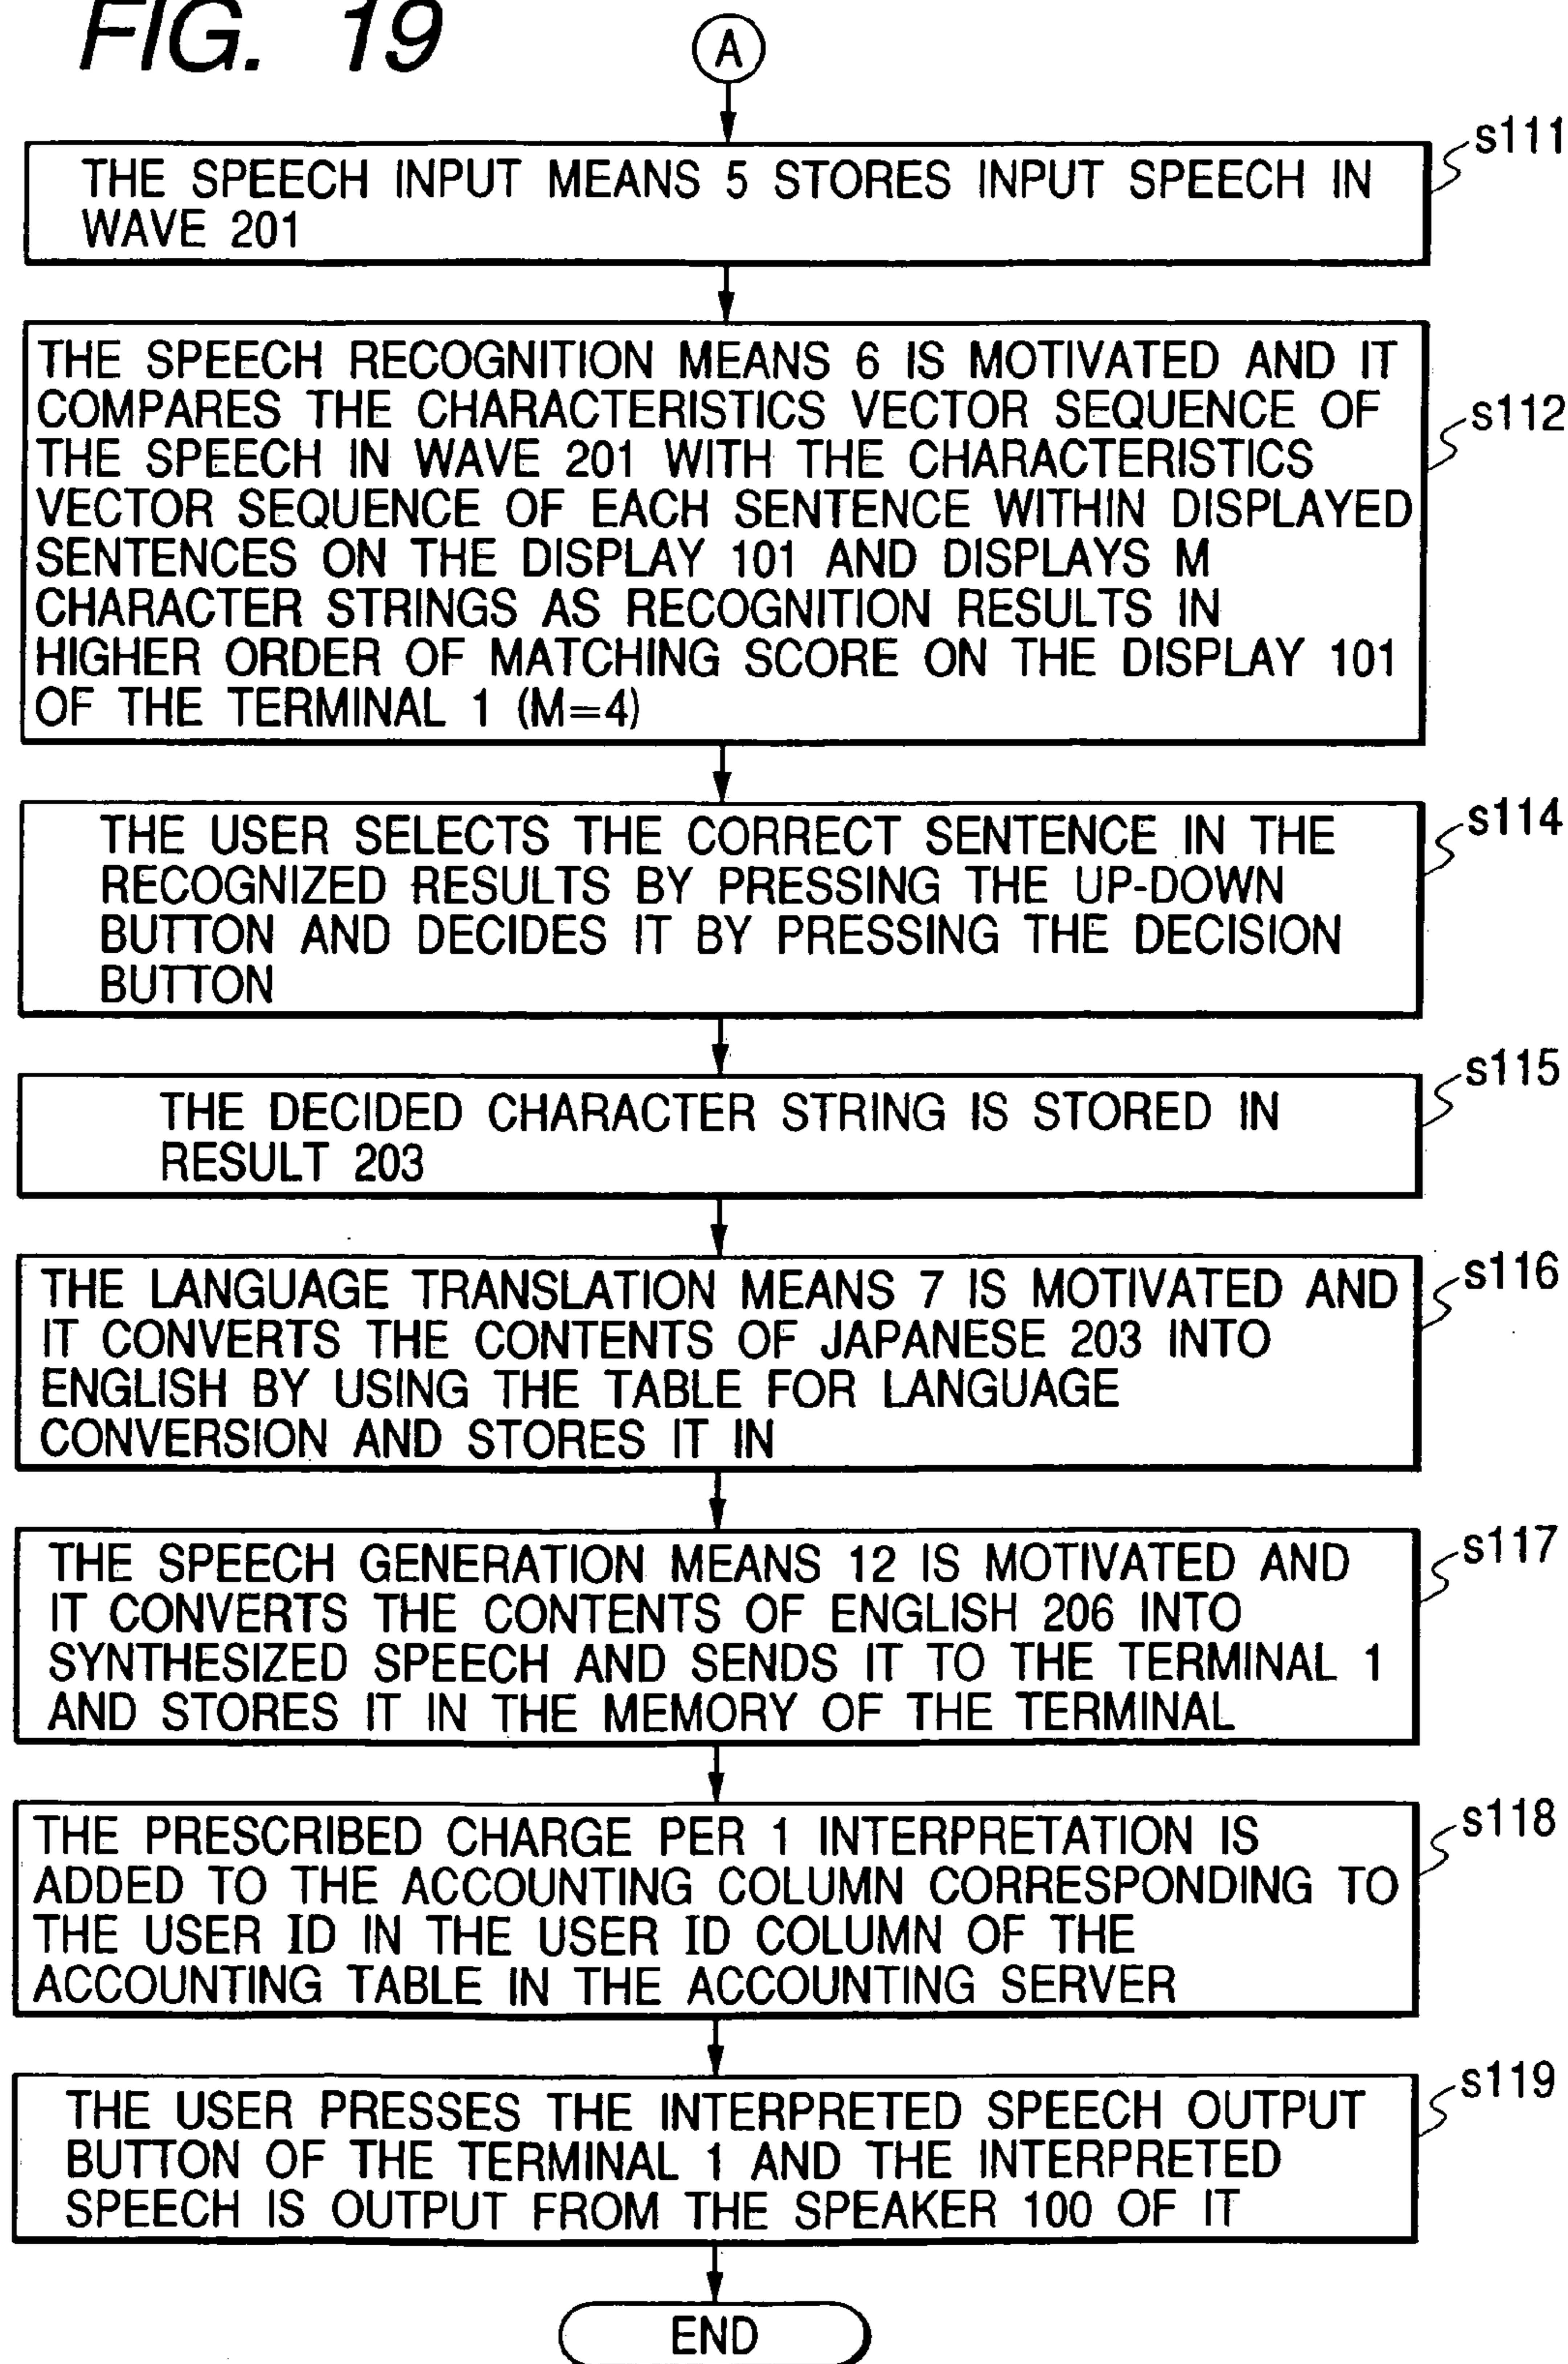 FIG. 19
A
s111
THE SPEECH INPUT MEANS 5 STORES INPUT SPEECH IN
WAVE 201
s112
THE SPEECH RECOGNITION MEANS 6 IS MOTIVATED AND IT
COMPARES THE CHARACTERISTICS VECTOR SEQUENCE OF
THE SPEECH IN WAVE 201 WITH THE CHARACTERISTICS
VECTOR SEQUENCE OF EACH SENTENCE WITHIN DISPLAYED
SENTENCES ON THE DISPLAY 101 AND DISPLAYS M
CHARACTER STRINGS AS RECOGNITION RESULTS IN
HIGHER ORDER OF MATCHING SCORE ON THE DISPLAY 101
OF THE TERMINAL 1 (M=4)
s114
THE USER SELECTS THE CORRECT SENTENCE IN THE
RECOGNIZED RESULTS BY PRESSING THE UP-DOWN
BUTTON AND DECIDES IT BY PRESSING THE DECISION
BUTTON
s115
THE DECIDED CHARACTER STRING IS STORED IN
RESULT 203
s116
THE LANGUAGE TRANSLATION MEANS 7 IS MOTIVATED AND
IT CONVERTS THE CONTENTS OF JAPANESE 203 INTO
ENGLISH BY USING THE TABLE FOR LANGUAGE
CONVERSION AND STORES IT IN
s117
THE SPEECH GENERATION MEANS 12 IS MOTIVATED AND
IT CONVERTS THE CONTENTS OF ENGLISH 206 INTO
SYNTHESIZED SPEECH AND SENDS IT TO THE TERMINAL 1
AND STORES IT IN THE MEMORY OF THE TERMINAL
s118
THE PRESCRIBED CHARGE PER 1 INTERPRETATION IS
ADDED TO THE ACCOUNTING COLUMN CORRESPONDING TO
THE USER ID IN THE USER ID COLUMN OF THE
ACCOUNTING TABLE IN THE ACCOUNTING SERVER
s119
THE USER PRESSES THE INTERPRETED SPEECH OUTPUT
BUTTON OF THE TERMINAL 1 AND THE INTERPRETED
SPEECH IS OUTPUT FROM THE SPEAKER 100 OF IT
END